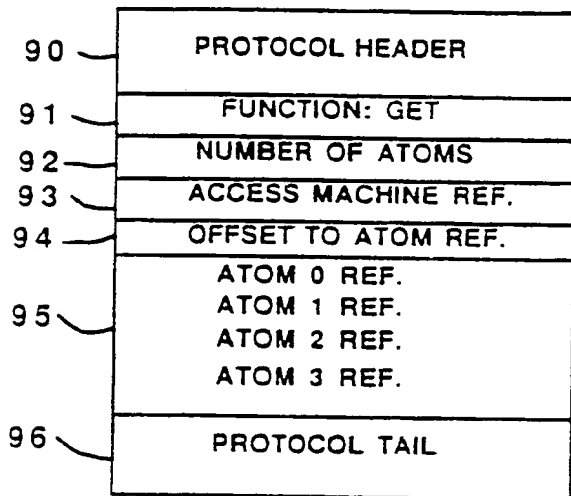 90 PROTOCOL HEADER
91 FUNCTION: GET
92 NUMBER OF ATOMS
93 ACCESS MACHINE REF.
94 OFFSET TO ATOM REF.
ATOM 0 REF.
ATOM 1 REF.
95 ATOM 2 REF.
ATOM 3 REF.
96 PROTOCOL TAIL